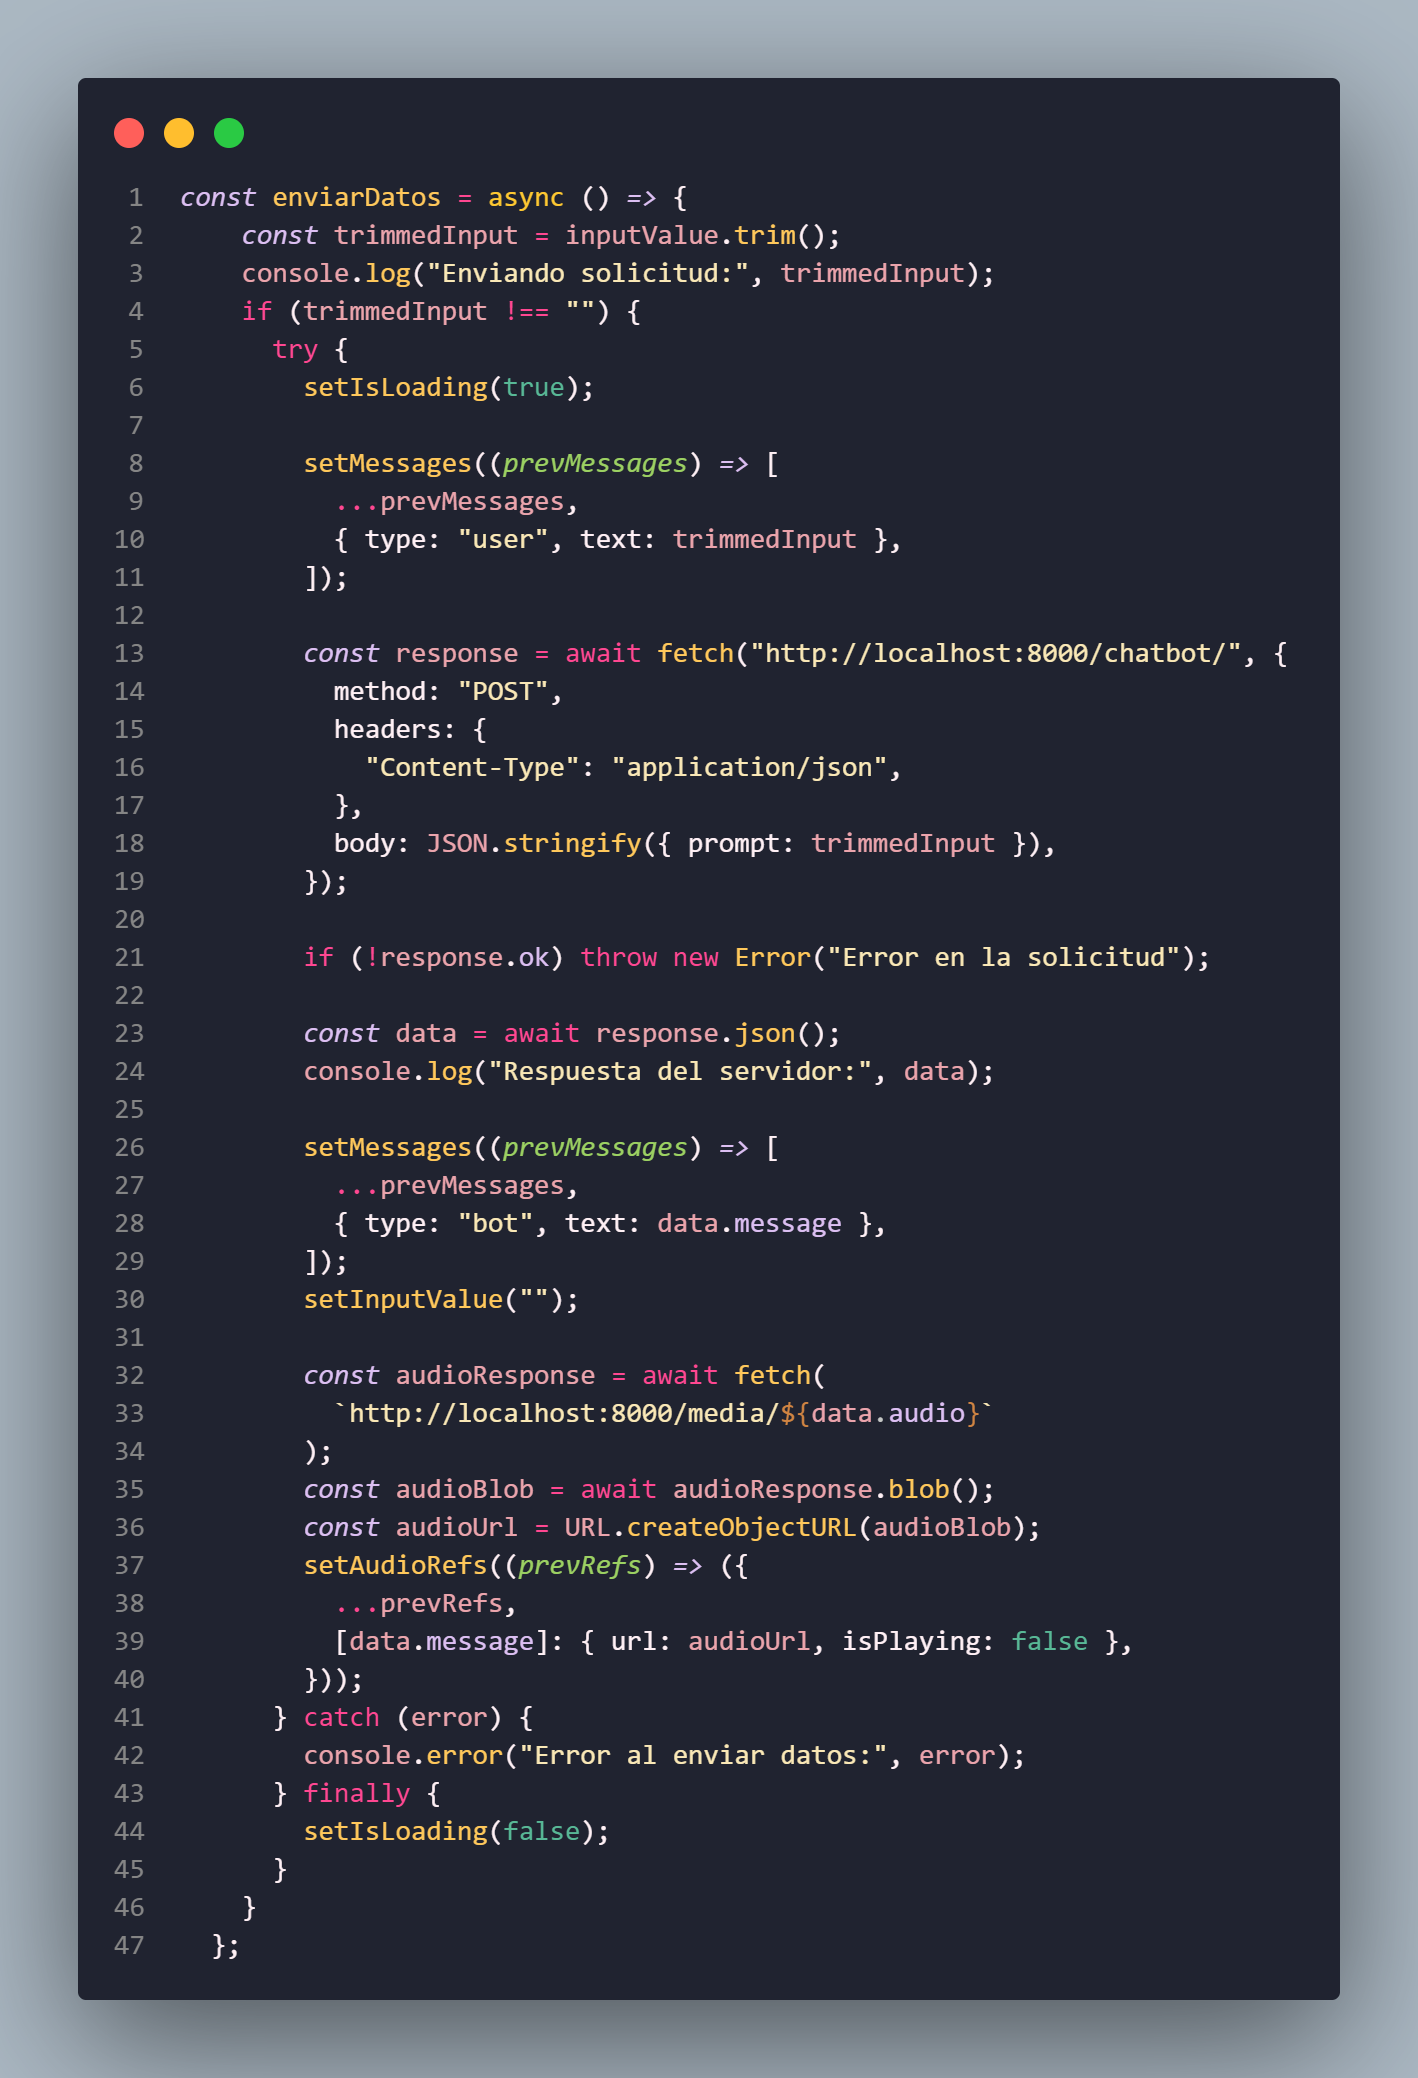 1 const enviarDatos = async () => {
2     const trimmedInput = inputValue.trim();
3     console.log("Enviando solicitud:", trimmedInput);
4     if (trimmedInput !== "") {
5       try {
6         setIsLoading(true);
7
8         setMessages((prevMessages) => [
9           ...prevMessages,
10           { type: "user", text: trimmedInput },
11         ]);
12
13         const response = await fetch("http://localhost:8000/chatbot/", {
14           method: "POST",
15           headers: {
16             "Content-Type": "application/json",
17           },
18           body: JSON.stringify({ prompt: trimmedInput }),
19         });
20
21         if (!response.ok) throw new Error("Error en la solicitud");
22
23         const data = await response.json();
24         console.log("Respuesta del servidor:", data);
25
26         setMessages((prevMessages) => [
27           ...prevMessages,
28           { type: "bot", text: data.message },
29         ]);
30         setInputValue("");
31
32         const audioResponse = await fetch(
33           `http://localhost:8000/media/${data.audio}`
34         );
35         const audioBlob = await audioResponse.blob();
36         const audioUrl = URL.createObjectURL(audioBlob);
37         setAudioRefs((prevRefs) => ({
38           ...prevRefs,
39           [data.message]: { url: audioUrl, isPlaying: false },
40         }));
41       } catch (error) {
42         console.error("Error al enviar datos:", error);
43       } finally {
44         setIsLoading(false);
45       }
46     }
47   };